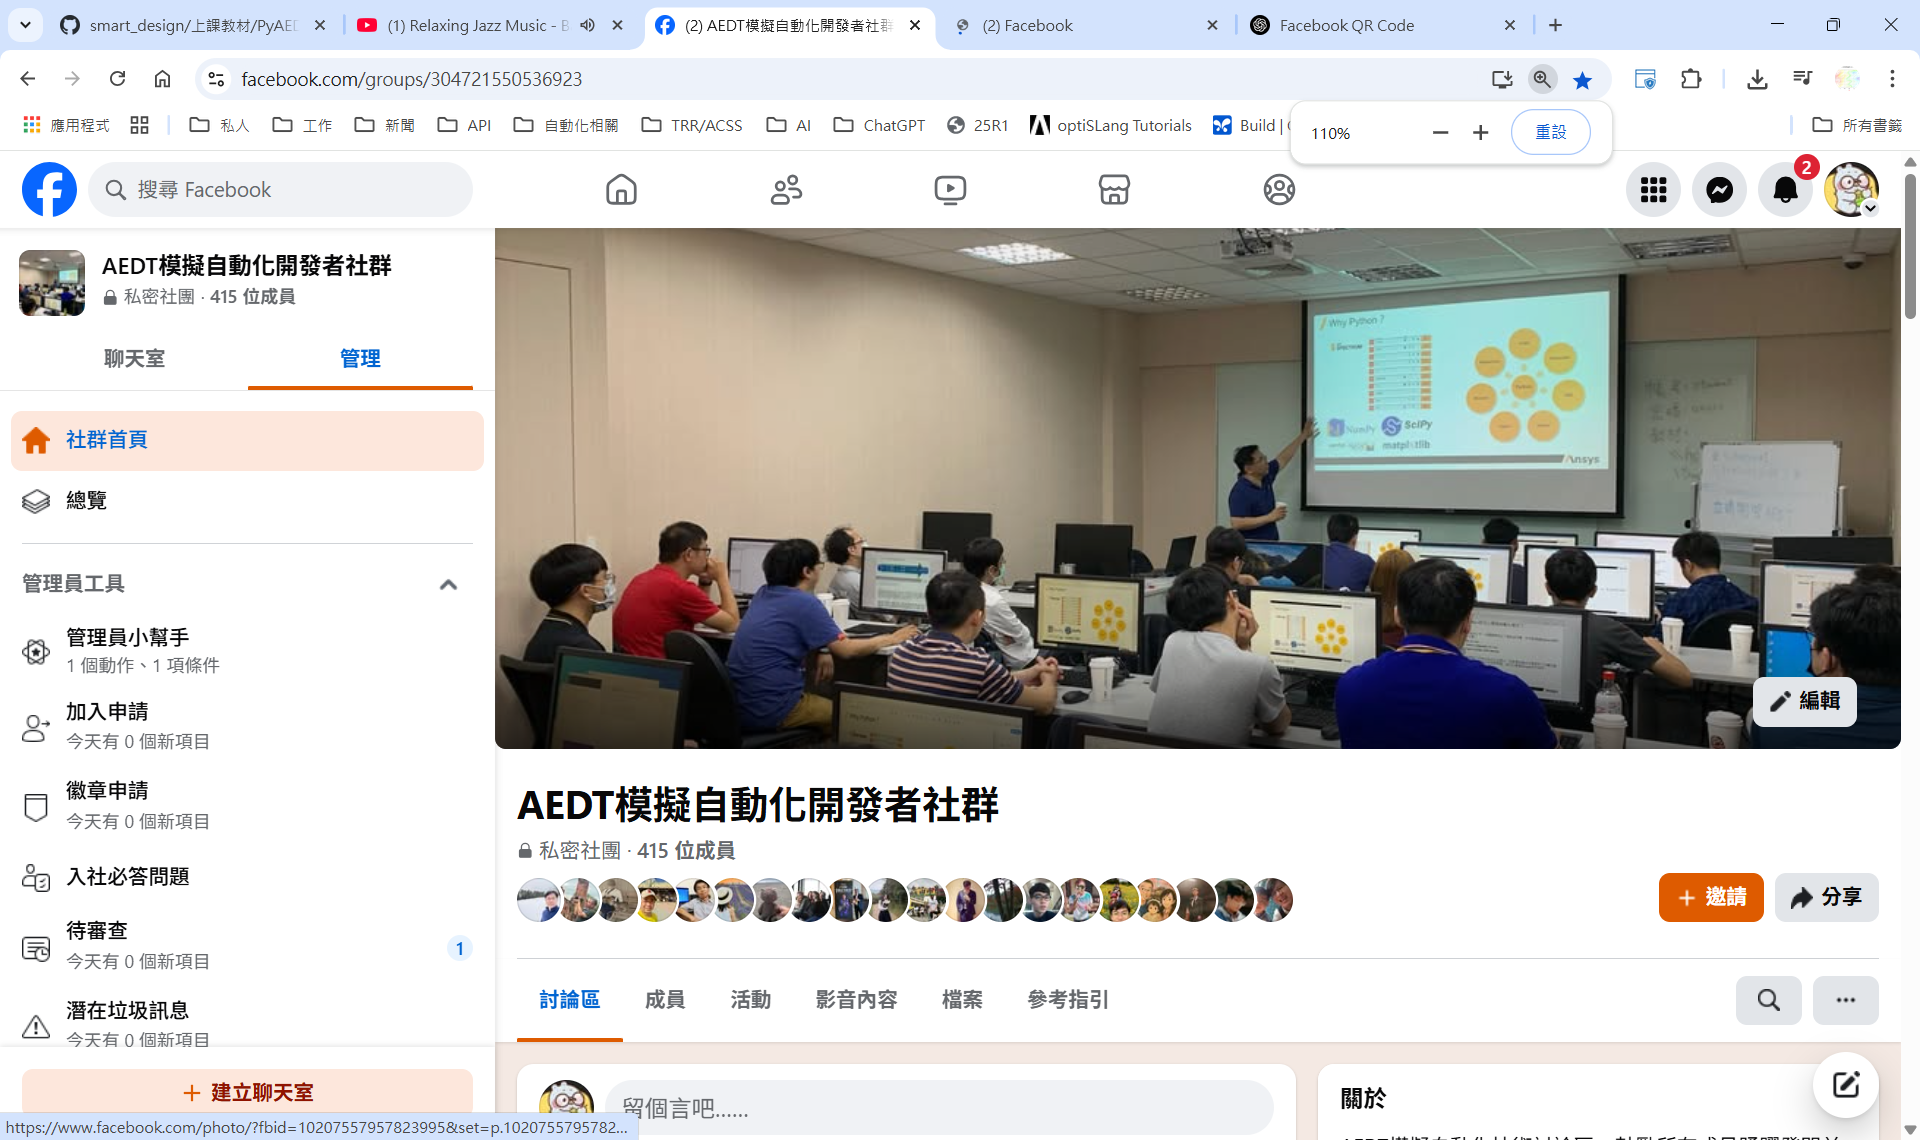 smart_design/上課教材/PyAED
(1) Relaxing Jazz Music - B
(2) AEDT模擬自動化開發者社群
(2) Facebook
Facebook QR Code
facebook.com/groups/304721550536923
應用程式
私人
工作
新聞
API
自動化相關
TRR/ACSS
AI
ChatGPT
25R1
optiSLang Tutorials
Build |
所有書籤
110%
重設
搜尋 Facebook
2
AEDT模擬自動化開發者社群
私密社團 · 415 位成員
聊天室
管理
社群首頁
總覽
管理員工具
管理員小幫手
1 個動作、1 項條件
加入申請
今天有 0 個新項目
徽章申請
今天有 0 個新項目
入社必答問題
待審查
今天有 0 個新項目
1
潛在垃圾訊息
今天有 0 個新項目
+ 建立聊天室
https://www.facebook.com/photo/?fbid=10207557957823995&set=p.1020755795782...
Why Python ?
NumPy
SciPy
matplotlib
Ansys
編輯
AEDT模擬自動化開發者社群
私密社團 · 415 位成員
+ 邀請
分享
討論區
成員
活動
影音內容
檔案
參考指引
留個言吧......
關於